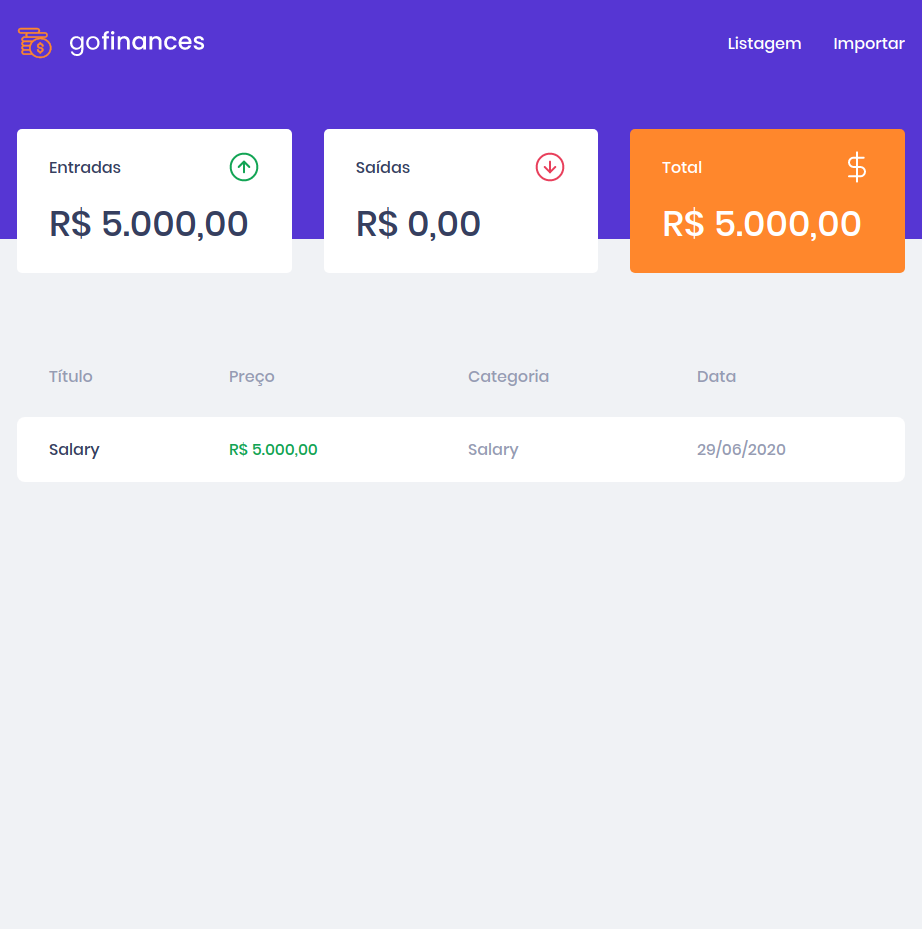 gofinances
Listagem Importar
Entradas
R$ 5.000,00
Saídas
R$ 0,00
Total
R$ 5.000,00
Título Preço Categoria Data
Salary R$ 5.000,00 Salary 29/06/2020